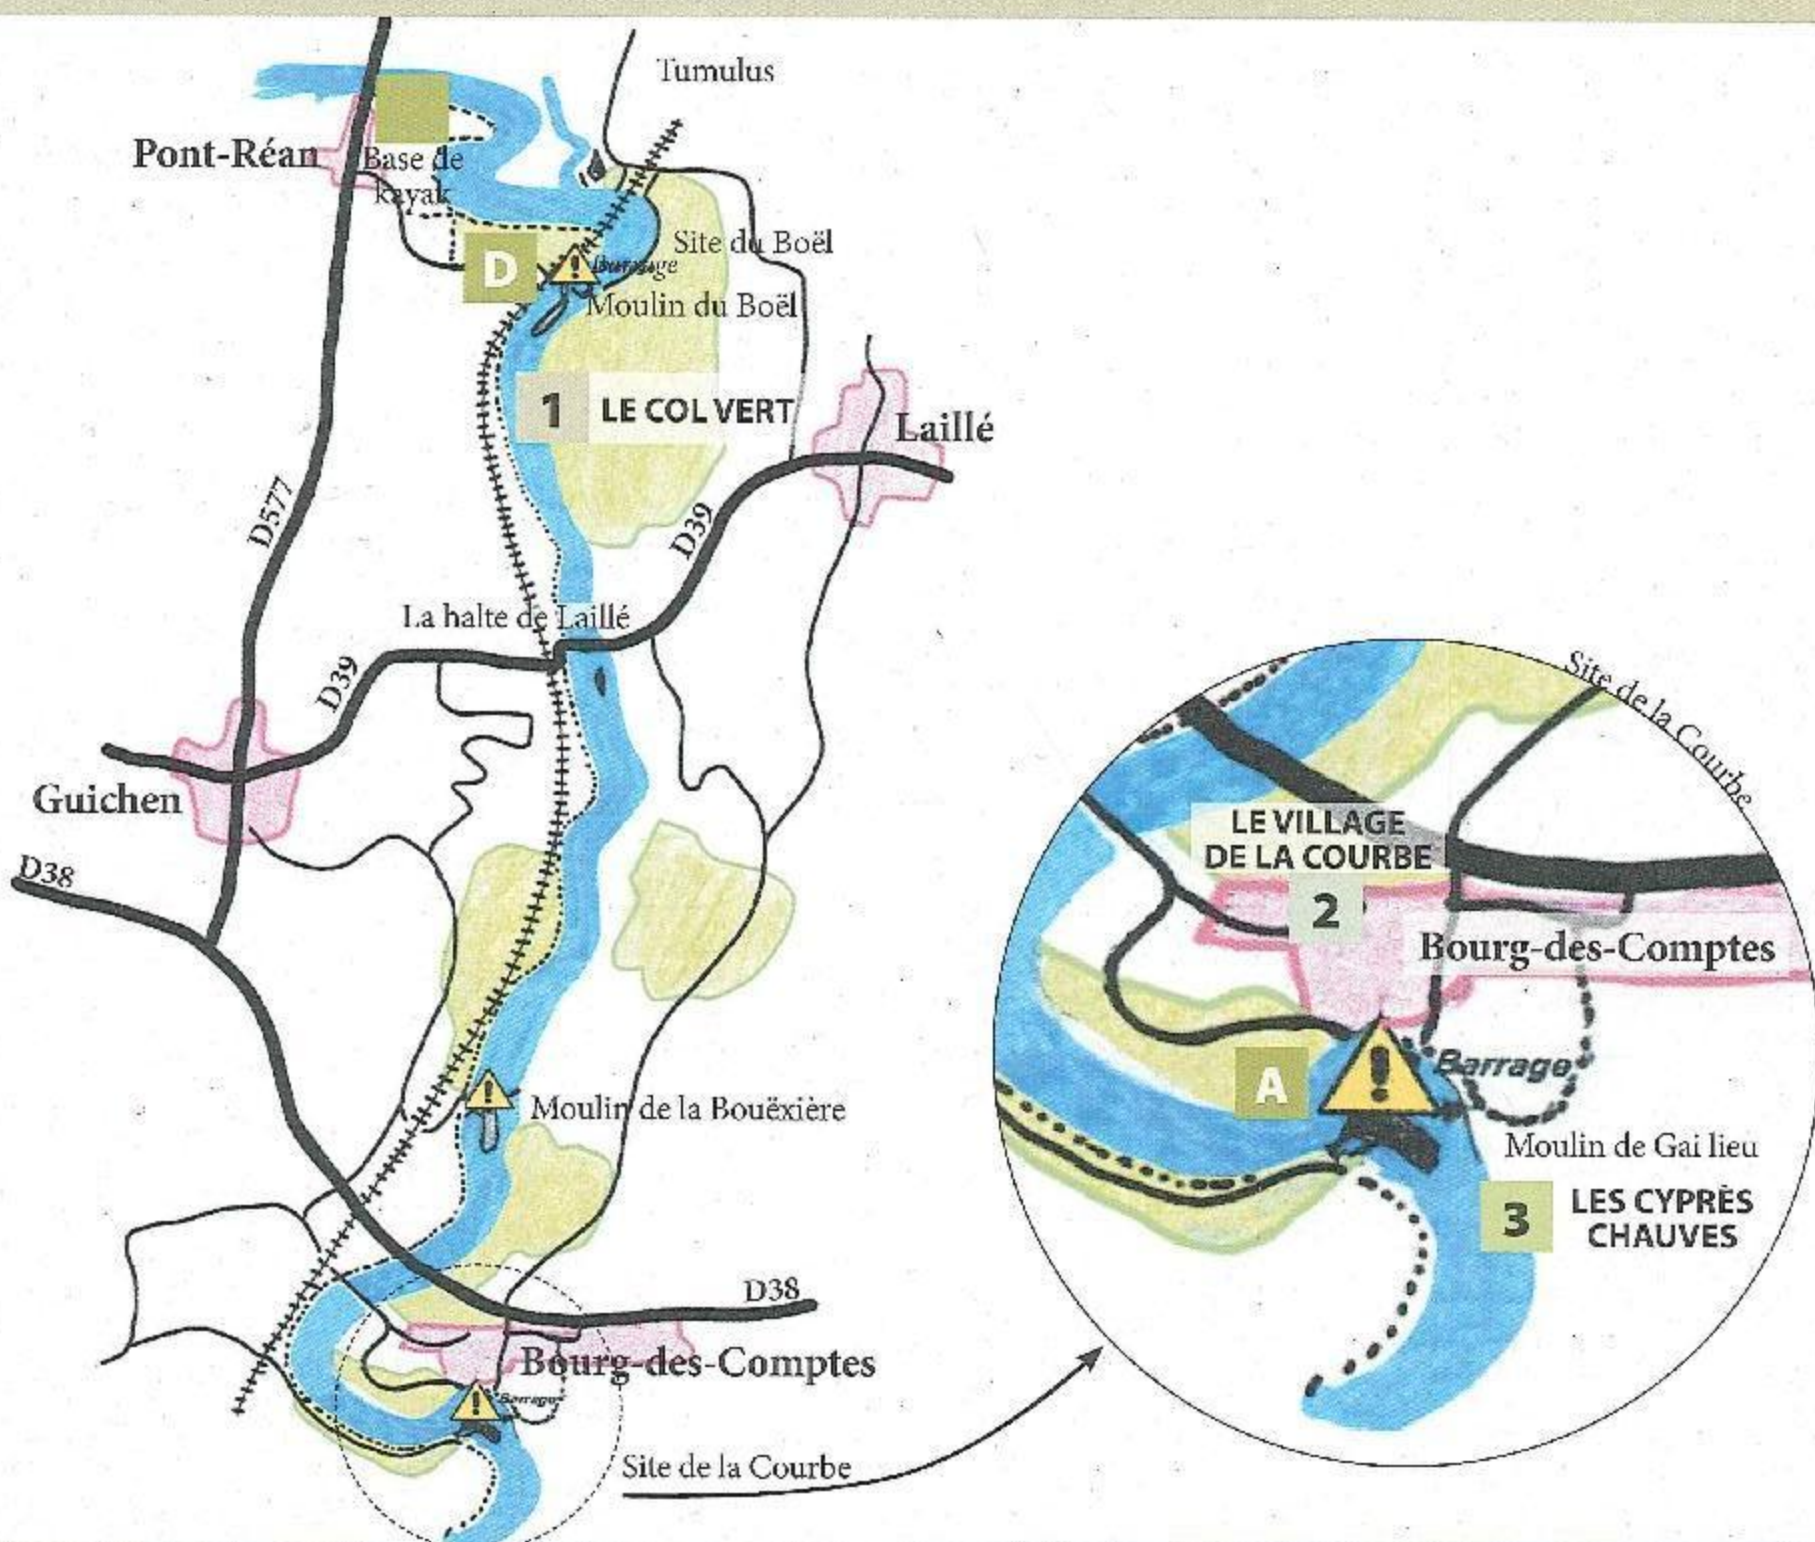 Tumulus
Pont-Réan
Base de
kayak
Site du Boël
D
!
Barrage
Moulin du Boël
1 LE COL VERT
Laillé
D577
D39
La halte de Laillé
D39
Guichen
D38
!
Moulin de la Bouëxière
D38
Bourg-des-Comptes
!
Barrage
Site de la Courbe
Site de la Courbe
LE VILLAGE
DE LA COURBE
2
Bourg-des-Comptes
A
!
Barrage
Moulin de Gai lieu
3 LES CYPRÈS
CHAUVES